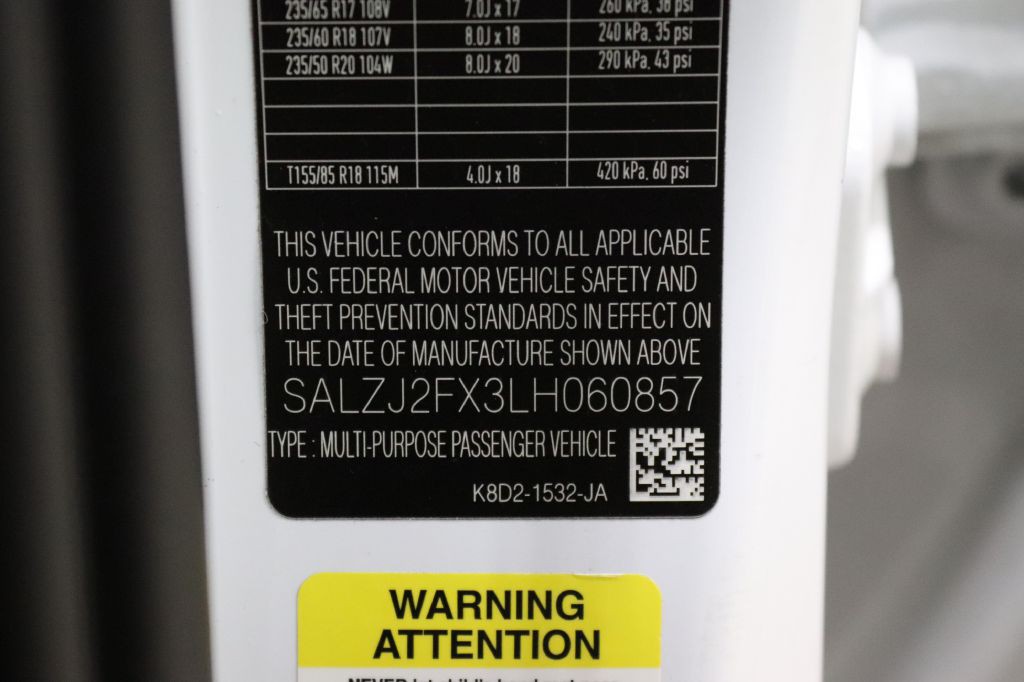 235/65 R17 108V 7.0J x 17 260 kPa, 38 psi
235/60 R18 107V 8.0J x 18 240 kPa, 35 psi
235/50 R20 104W 8.0J x 20 290 kPa, 43 psi
T155/85 R18 115M 4.0J x 18 420 kPa, 60 psi
THIS VEHICLE CONFORMS TO ALL APPLICABLE
U.S. FEDERAL MOTOR VEHICLE SAFETY AND
THEFT PREVENTION STANDARDS IN EFFECT ON
THE DATE OF MANUFACTURE SHOWN ABOVE
SALZJ2FX3LH060857
TYPE : MULTI-PURPOSE PASSENGER VEHICLE
K8D2-1532-JA
WARNING
ATTENTION
NEVER